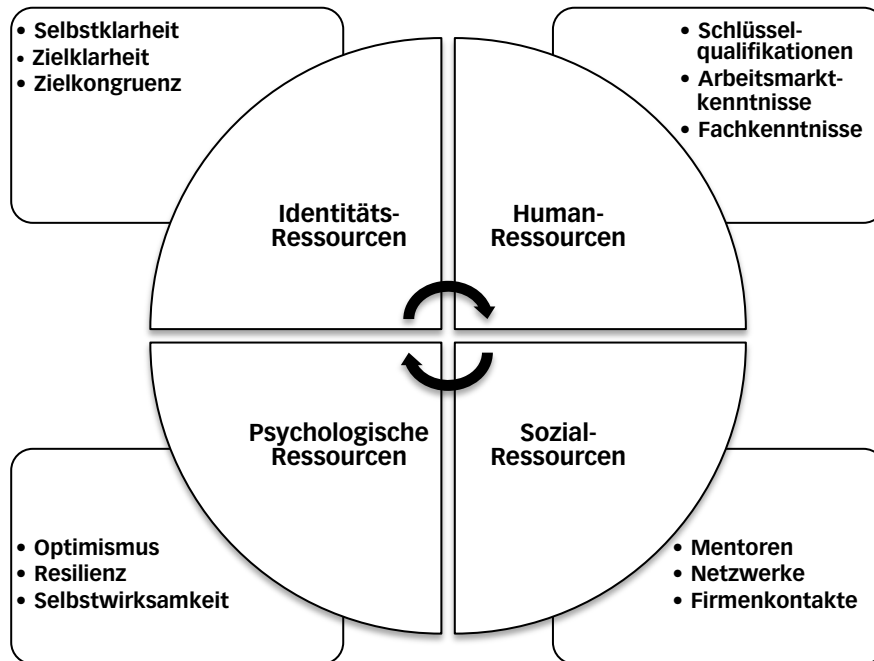 • Selbstklarheit
• Zielklarheit
• Zielkongruenz
• Schlüssel-
qualifikationen
• Arbeitsmarkt-
kenntnisse
• Fachkenntnisse
Identitäts-
Ressourcen
Human-
Ressourcen
Psychologische
Ressourcen
Sozial-
Ressourcen
• Optimismus
• Resilienz
• Selbstwirksamkeit
• Mentoren
• Netzwerke
• Firmenkontakte